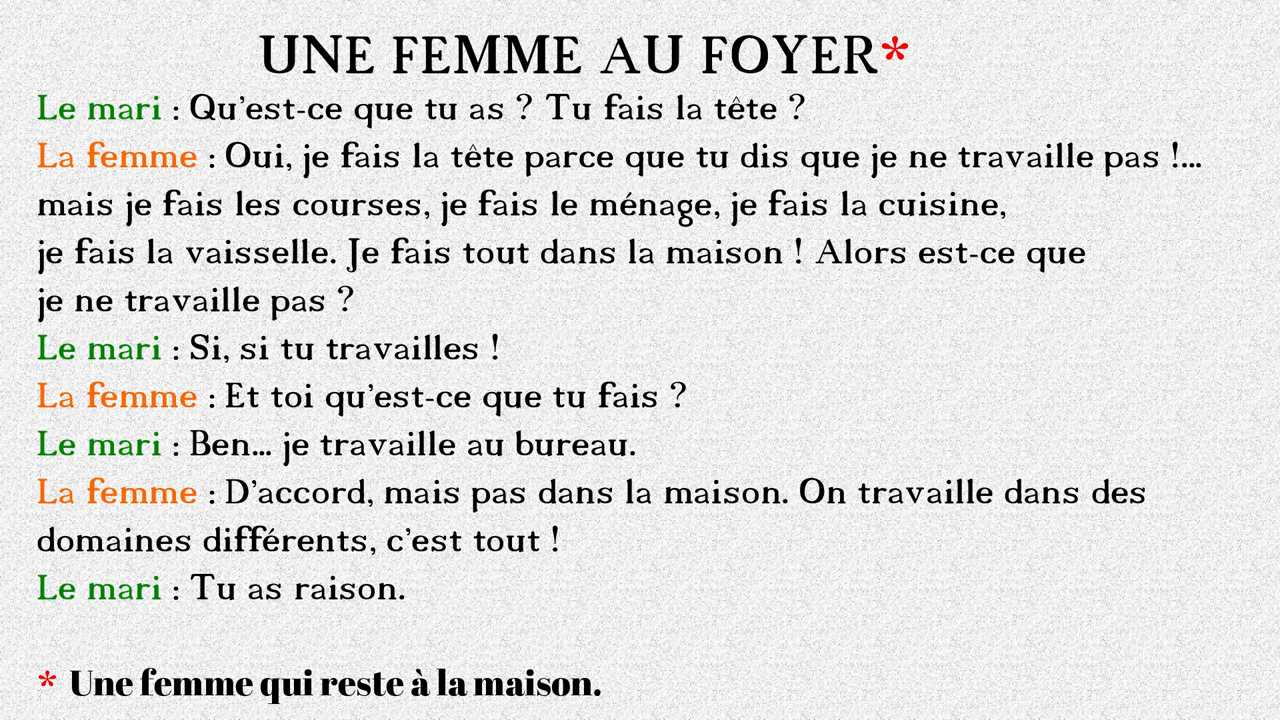 UNE FEMME AU FOYER*
Le mari : Qu'est-ce que tu as ? Tu fais la tête ?
La femme : Oui, je fais la tête parce que tu dis que je ne travaille pas !...
mais je fais les courses, je fais le ménage, je fais la cuisine,
je fais la vaisselle. Je fais tout dans la maison ! Alors est-ce que
je ne travaille pas ?
Le mari : Si, si tu travailles !
La femme : Et toi qu'est-ce que tu fais ?
Le mari : Ben... je travaille au bureau.
La femme : D'accord, mais pas dans la maison. On travaille dans des
domaines différents, c'est tout !
Le mari : Tu as raison.
* Une femme qui reste à la maison.